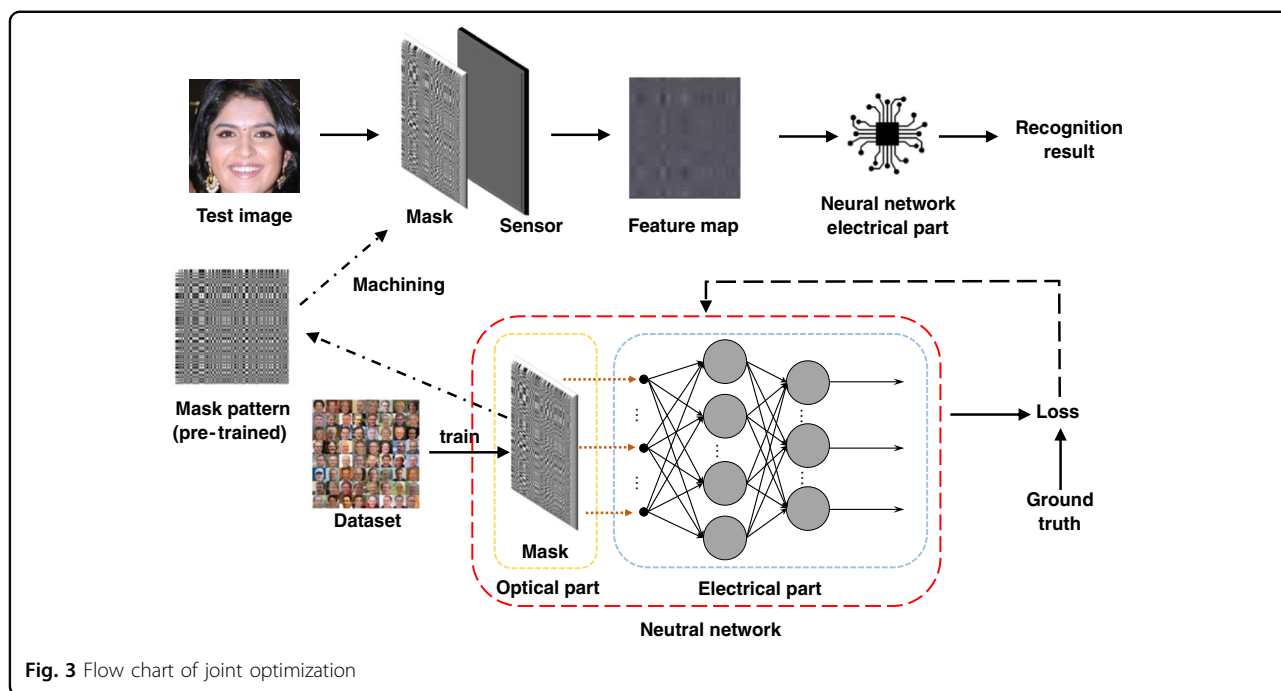 Test image
Mask
Sensor
Feature map
Neural network
electrical part
Recognition
result
Machining
Mask pattern
(pre-trained)
Dataset
train
Mask
Optical part
Electrical part
Neutral network
Loss
Ground
truth
Fig. 3 Flow chart of joint optimization